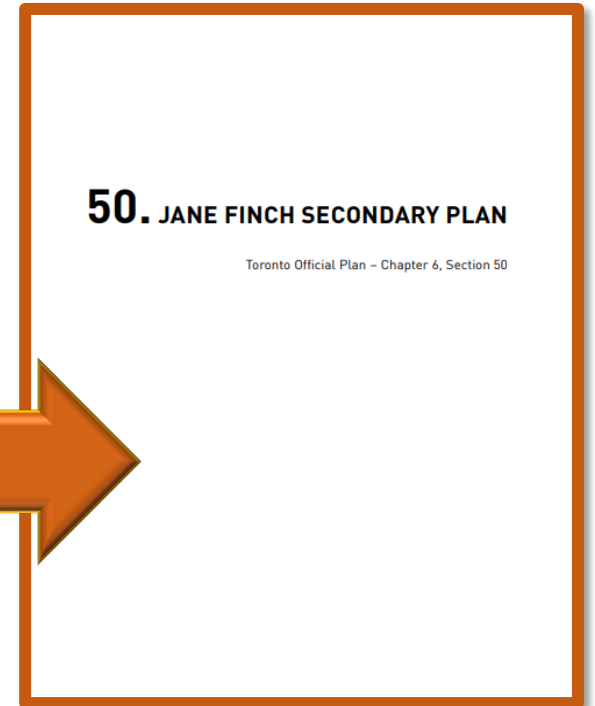 50. JANE FINCH SECONDARY PLAN
Toronto Official Plan – Chapter 6, Section 50